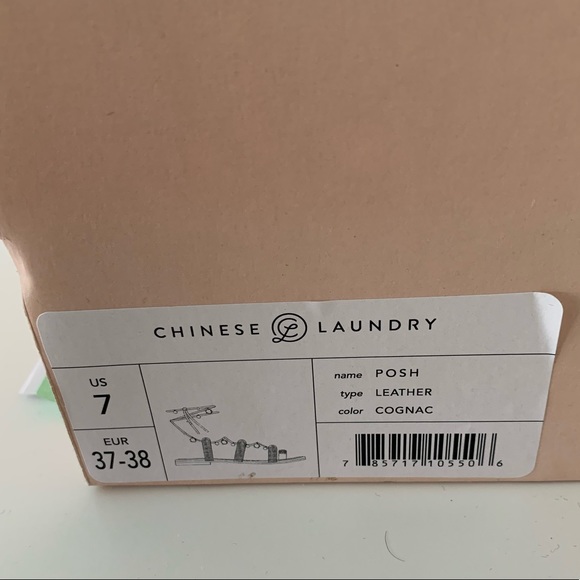 CHINESE LAUNDRY
US
7
EUR
37-38
name POSH
type LEATHER
color COGNAC
7 85717 10550 6